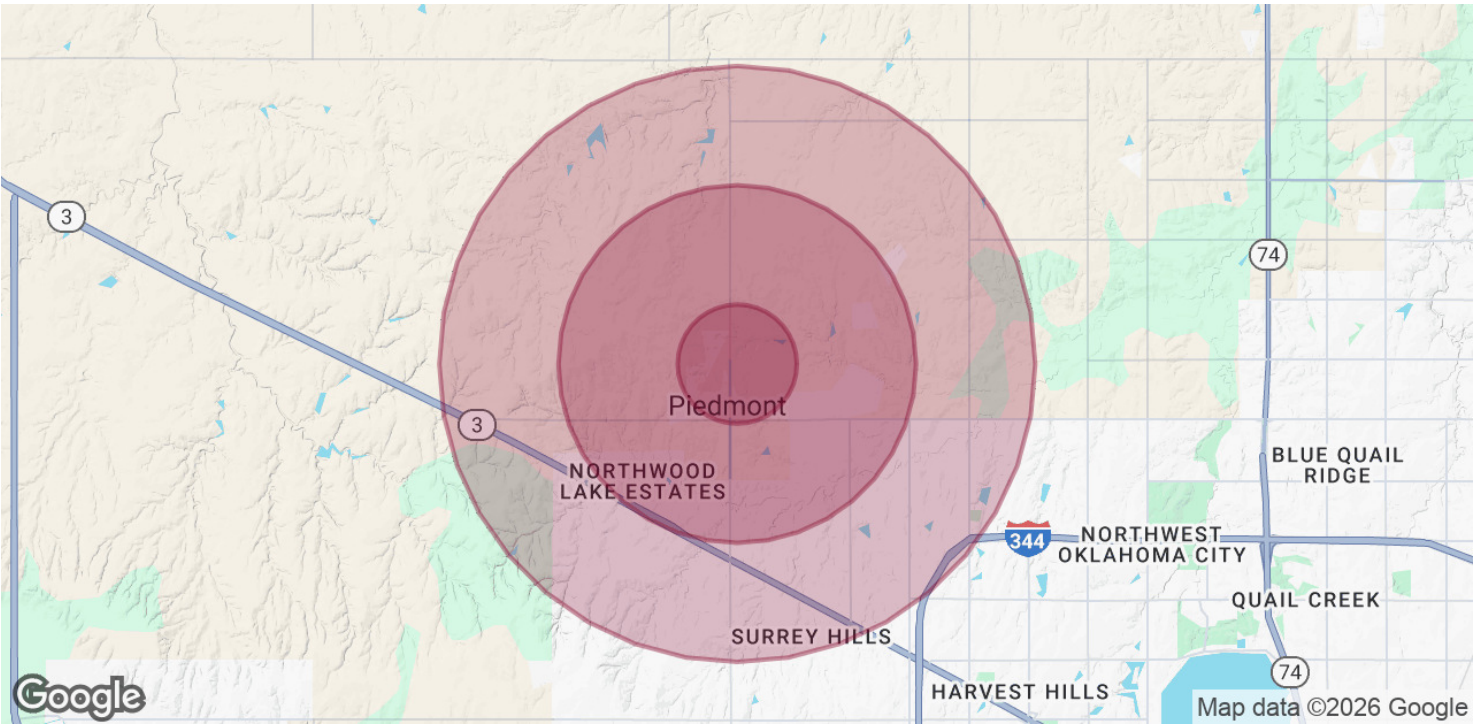 3
74
3
Piedmont
NORTHWOOD
LAKE ESTATES
BLUE QUAIL
RIDGE
344
NORTHWEST
OKLAHOMA CITY
QUAIL CREEK
SURREY HILLS
74
HARVEST HILLS
Google
Map data ©2026 Google